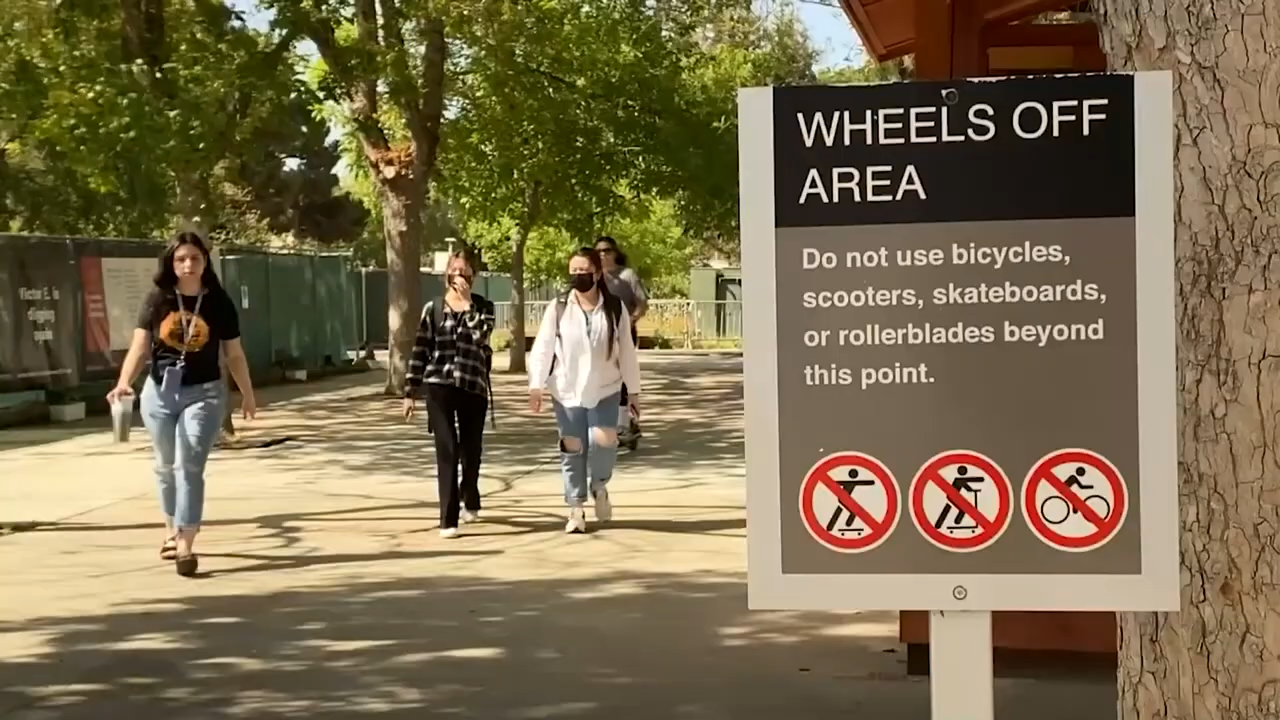 WHEELS OFF
AREA
Do not use bicycles,
scooters, skateboards,
or rollerblades beyond
this point.